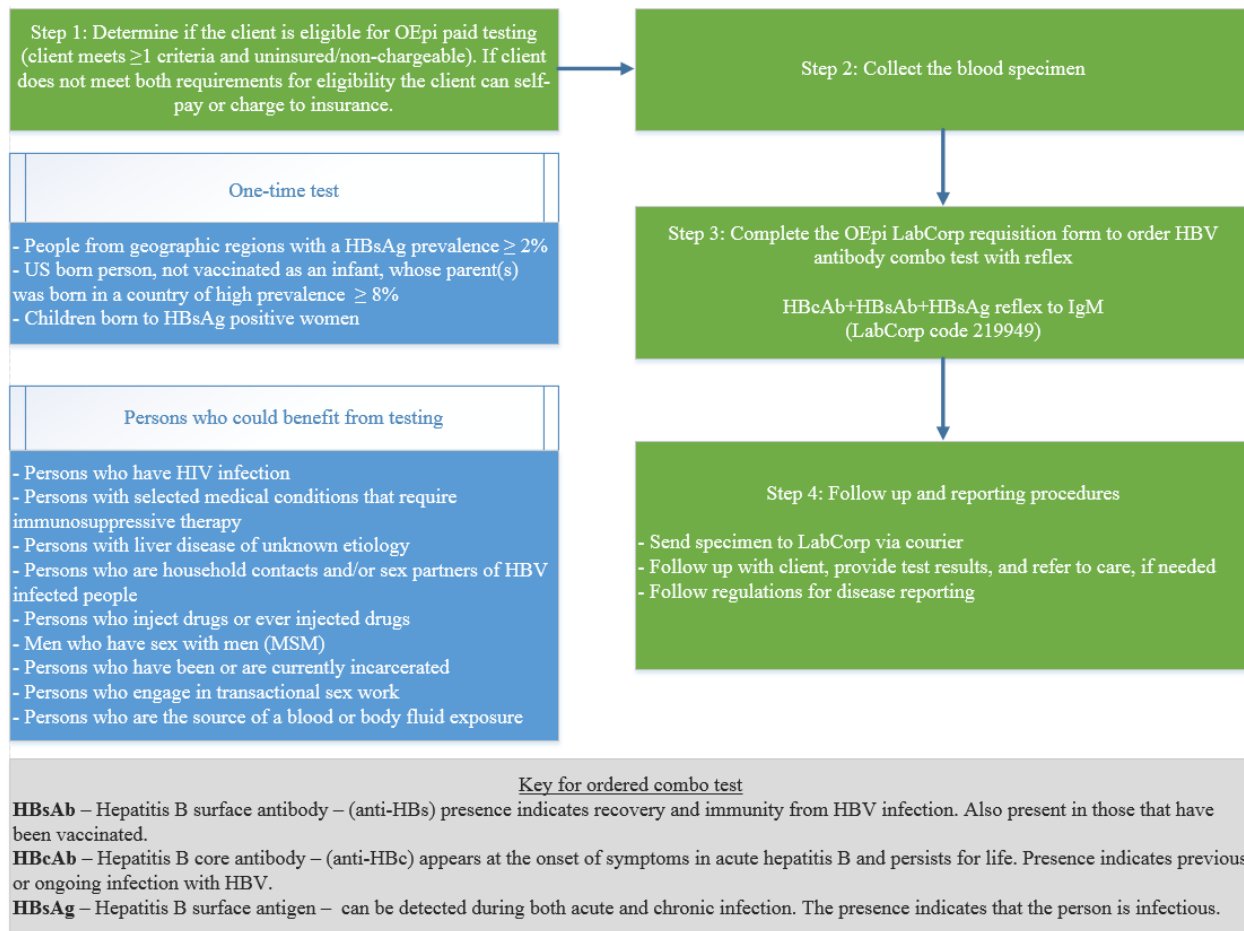 Step 1: Determine if the client is eligible for OEpi paid testing
(client meets ≥1 criteria and uninsured/non-chargeable). If client
does not meet both requirements for eligibility the client can self-
pay or charge to insurance.
Step 2: Collect the blood specimen
One-time test
- People from geographic regions with a HBsAg prevalence ≥ 2%
- US born person, not vaccinated as an infant, whose parent(s)
was born in a country of high prevalence ≥ 8%
- Children born to HBsAg positive women
Step 3: Complete the OEpi LabCorp requisition form to order HBV
antibody combo test with reflex
HBcAb+HBsAb+HBsAg reflex to IgM
(LabCorp code 219949)
Persons who could benefit from testing
- Persons who have HIV infection
- Persons with selected medical conditions that require
immunosuppressive therapy
- Persons with liver disease of unknown etiology
- Persons who are household contacts and/or sex partners of HBV
infected people
- Persons who inject drugs or ever injected drugs
- Men who have sex with men (MSM)
- Persons who have been or are currently incarcerated
- Persons who engage in transactional sex work
- Persons who are the source of a blood or body fluid exposure
Step 4: Follow up and reporting procedures
- Send specimen to LabCorp via courier
- Follow up with client, provide test results, and refer to care, if needed
- Follow regulations for disease reporting
Key for ordered combo test
HBsAb – Hepatitis B surface antibody – (anti-HBs) presence indicates recovery and immunity from HBV infection. Also present in those that have
been vaccinated.
HBcAb – Hepatitis B core antibody – (anti-HBc) appears at the onset of symptoms in acute hepatitis B and persists for life. Presence indicates previous
or ongoing infection with HBV.
HBsAg – Hepatitis B surface antigen – can be detected during both acute and chronic infection. The presence indicates that the person is infectious.